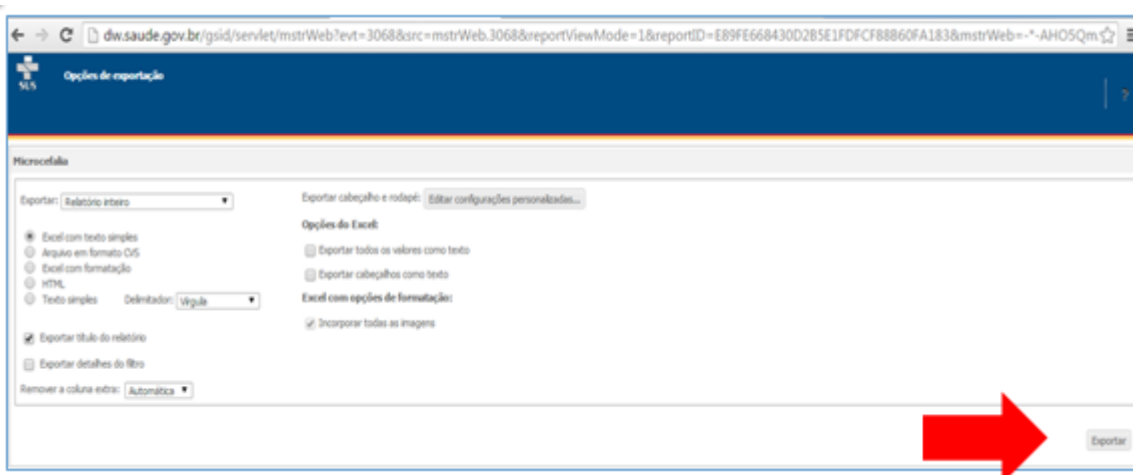 dw.saude.gov.br/gsid/servlet/mstrWeb?evt=3068&src=mstrWeb.3068&reportViewMode=1&reportID=E89FE668430D2B5E1FDFCF88B60FA183&mstrWeb=-*-AHO5Qm
SUS
Opções de exportação
?
Microcefalia
Exportar: Relatório inteiro
Excel com texto simples
Arquivo em formato CVS
Excel com formatação
HTML
Texto simples Delimitador: Vírgula
Exportar título do relatório
Exportar detalhes do filtro
Remover a coluna extra: Automática
Exportar cabeçalho e rodapé: Editar configurações personalizadas...
Opções do Excel:
Exportar todos os valores como texto
Exportar cabeçalhos como texto
Excel com opções de formatação:
Incorporar todas as imagens
Exportar